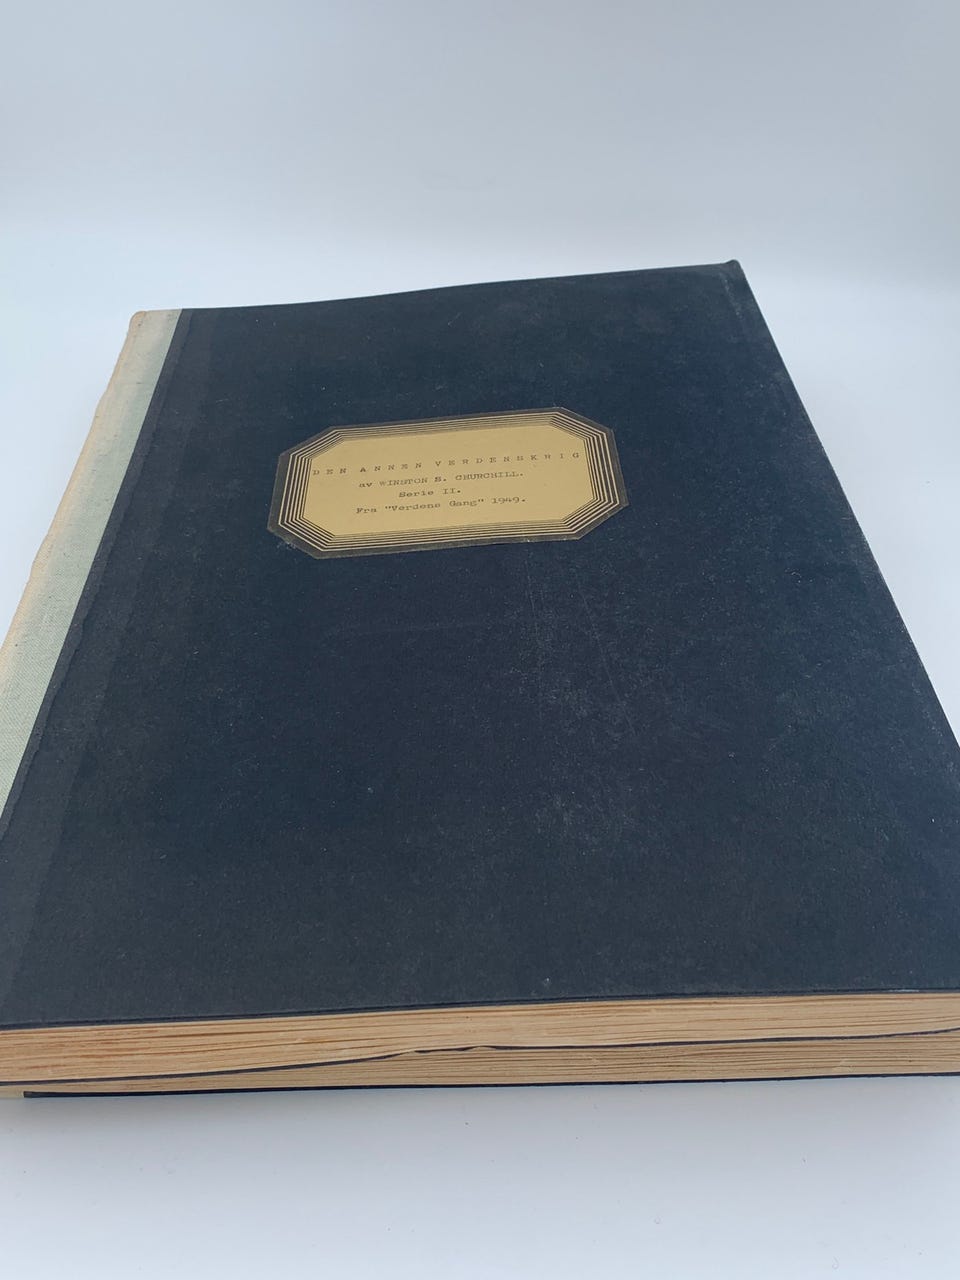 DEN ANNEN VERDENSKRIG
av WINSTON S. CHURCHILL.
Serie II.
Fra "Verdens Gang" 1949.